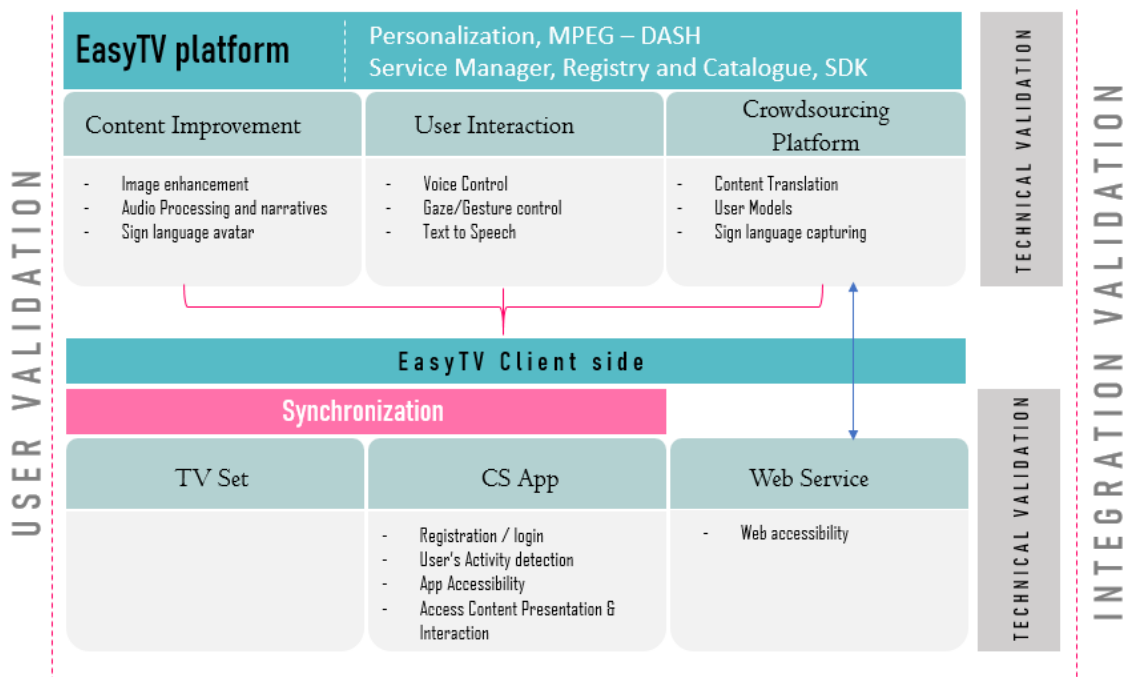 USER VALIDATION
EasyTV platform
Personalization, MPEG – DASH
Service Manager, Registry and Catalogue, SDK
Content Improvement
- Image enhancement
- Audio Processing and narratives
- Sign language avatar
User Interaction
- Voice Control
- Gaze/Gesture control
- Text to Speech
Crowdsourcing
Platform
- Content Translation
- User Models
- Sign language capturing
TECHNICAL VALIDATION
EasyTV Client side
Synchronization
TV Set
CS App
- Registration / login
- User's Activity detection
- App Accessibility
- Access Content Presentation &
Interaction
Web Service
- Web accessibility
TECHNICAL VALIDATION
INTEGRATION VALIDATION